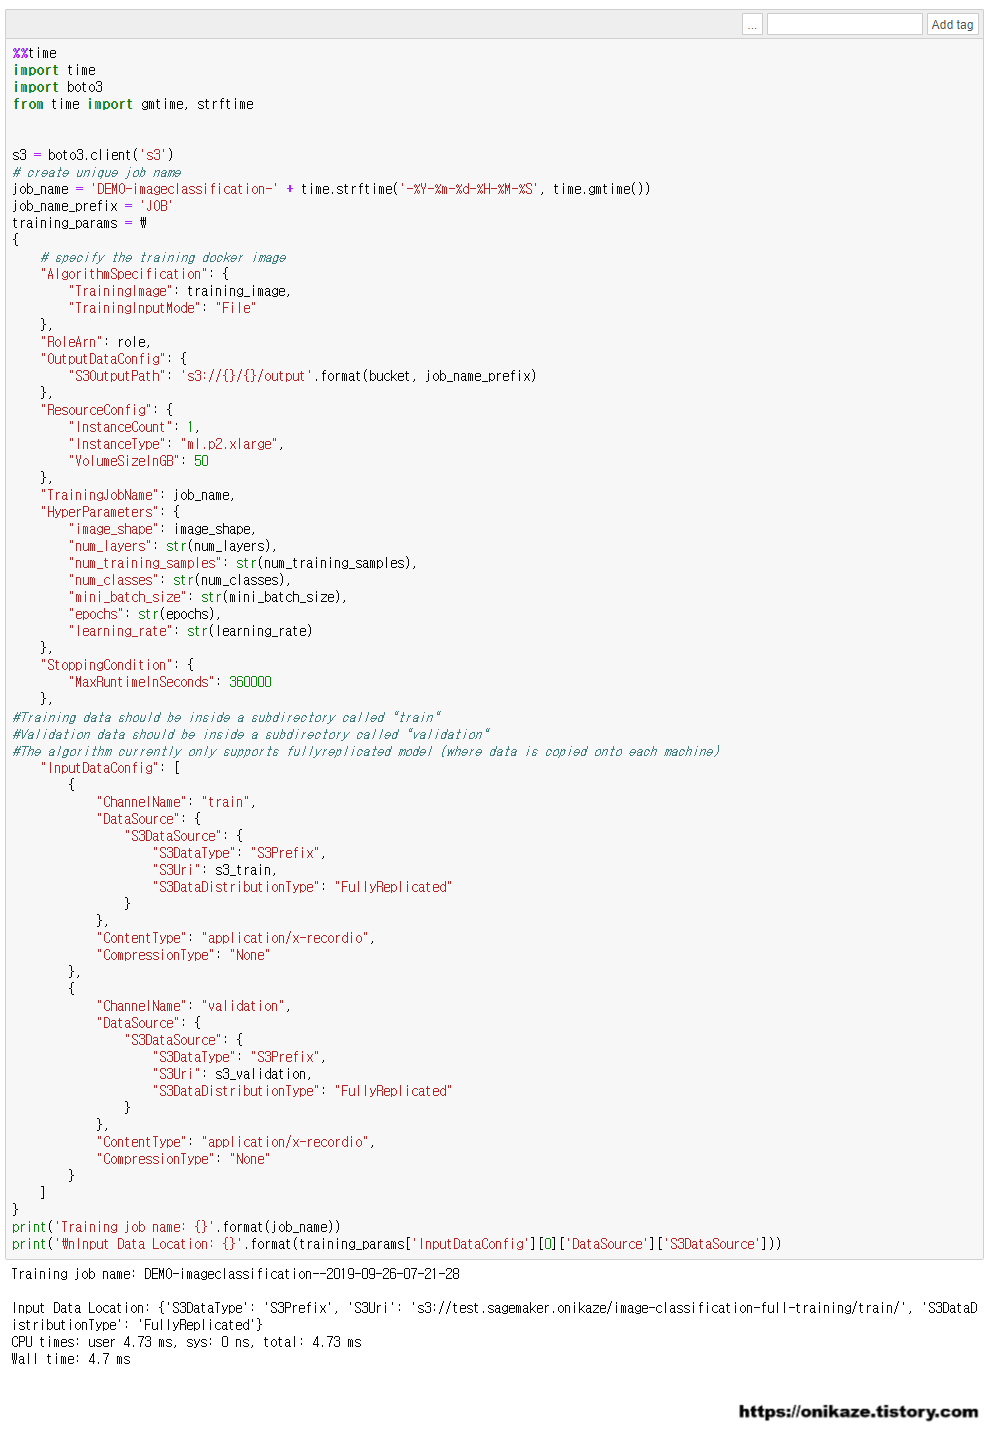 ... Add tag
%%time
import time
import boto3
from time import gmtime, strftime
s3 = boto3.client('s3')
# create unique job name
job_name = 'DEMO-imageclassification-' + time.strftime('-%Y-%m-%d-%H-%M-%S', time.gmtime())
job_name_prefix = 'JOB'
training_params = ₩
{
    # specify the training docker image
    "AlgorithmSpecification": {
        "TrainingImage": training_image,
        "TrainingInputMode": "File"
    },
    "RoleArn": role,
    "OutputDataConfig": {
        "S3OutputPath": 's3://{}/{}/output'.format(bucket, job_name_prefix)
    },
    "ResourceConfig": {
        "InstanceCount": 1,
        "InstanceType": "ml.p2.xlarge",
        "VolumeSizeInGB": 50
    },
    "TrainingJobName": job_name,
    "HyperParameters": {
        "image_shape": image_shape,
        "num_layers": str(num_layers),
        "num_training_samples": str(num_training_samples),
        "num_classes": str(num_classes),
        "mini_batch_size": str(mini_batch_size),
        "epochs": str(epochs),
        "learning_rate": str(learning_rate)
    },
    "StoppingCondition": {
        "MaxRuntimeInSeconds": 360000
    },
#Training data should be inside a subdirectory called "train"
#Validation data should be inside a subdirectory called "validation"
#The algorithm currently only supports fullyreplicated model (where data is copied onto each machine)
    "InputDataConfig": [
        {
            "ChannelName": "train",
            "DataSource": {
                "S3DataSource": {
                    "S3DataType": "S3Prefix",
                    "S3Uri": s3_train,
                    "S3DataDistributionType": "FullyReplicated"
                }
            },
            "ContentType": "application/x-recordio",
            "CompressionType": "None"
        },
        {
            "ChannelName": "validation",
            "DataSource": {
                "S3DataSource": {
                    "S3DataType": "S3Prefix",
                    "S3Uri": s3_validation,
                    "S3DataDistributionType": "FullyReplicated"
                }
            },
            "ContentType": "application/x-recordio",
            "CompressionType": "None"
        }
    ]
}
print('Training job name: {}'.format(job_name))
print('₩nInput Data Location: {}'.format(training_params['InputDataConfig'][0]['DataSource']['S3DataSource']))
Training job name: DEMO-imageclassification--2019-09-26-07-21-28
Input Data Location: {'S3DataType': 'S3Prefix', 'S3Uri': 's3://test.sagemaker.onikaze/image-classification-full-training/train/', 'S3DataD
istributionType': 'FullyReplicated'}
CPU times: user 4.73 ms, sys: 0 ns, total: 4.73 ms
Wall time: 4.7 ms
https://onikaze.tistory.com